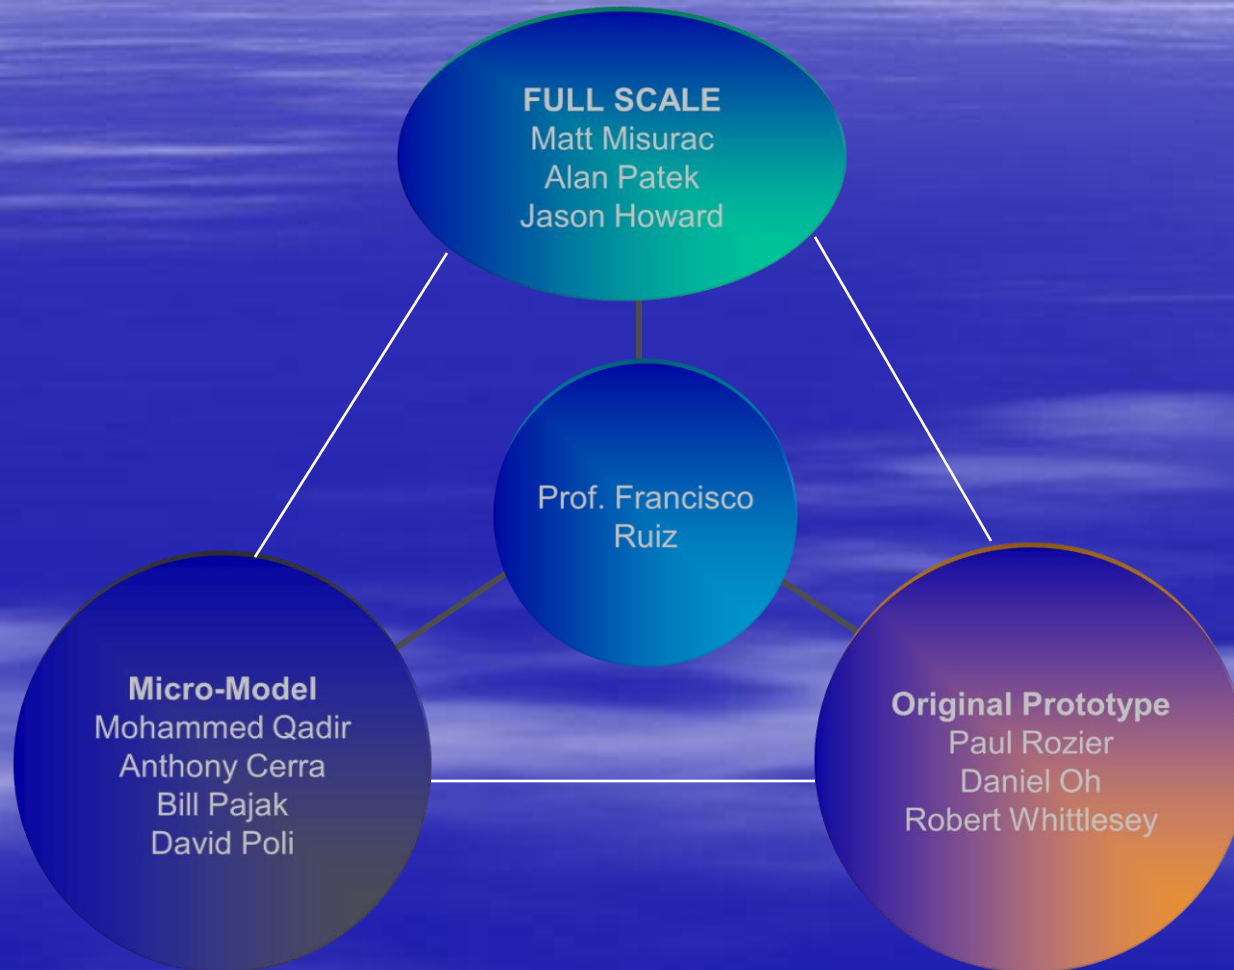 FULL SCALE
Matt Misurac
Alan Patek
Jason Howard
Prof. Francisco
Ruiz
Micro-Model
Mohammed Qadir
Anthony Cerra
Bill Pajak
David Poli
Original Prototype
Paul Rozier
Daniel Oh
Robert Whittlesey